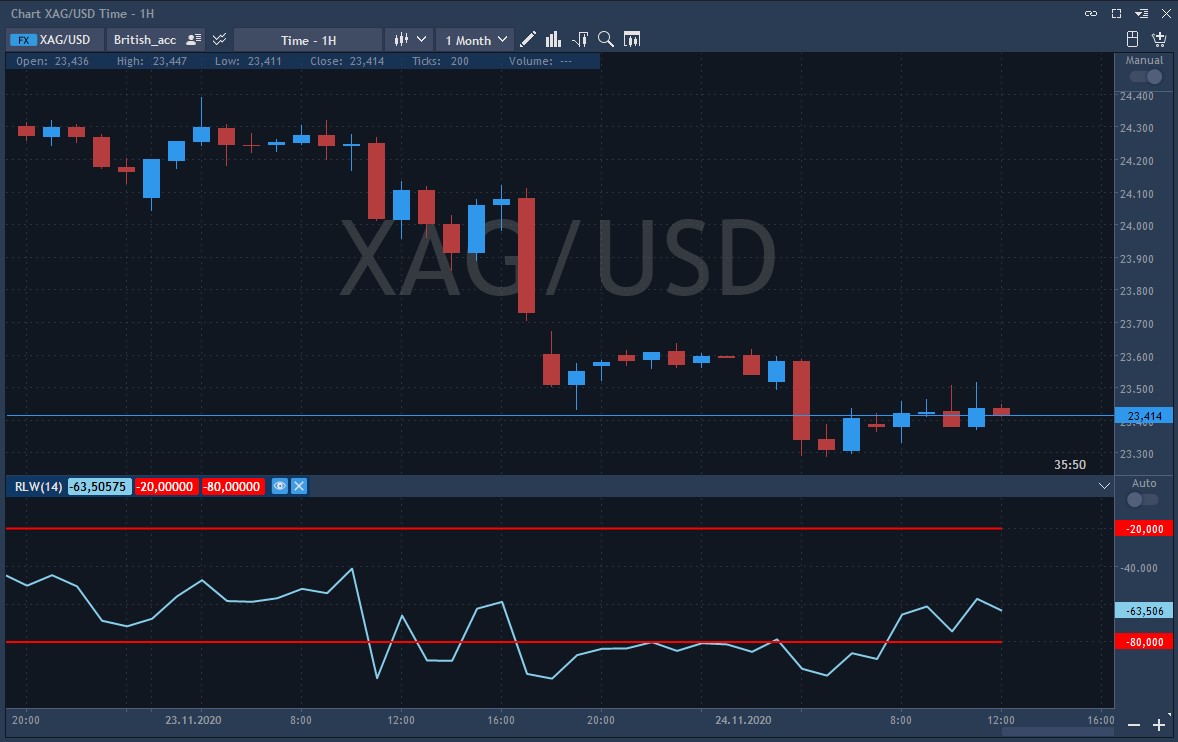 Chart XAG/USD Time - 1H
FX XAG/USD British_acc Time - 1H 1 Month
Open: 23,436 High: 23,447 Low: 23,411 Close: 23,414 Ticks: 200 Volume: ---
Manual
24.400
24.300
24.200
24.100
24.000
23.900
23.800
23.700
23.600
23.500
23,414
23.400
23.300
XAG/USD
35:50
RLW(14) -63,50575 -20,00000 -80,00000
Auto
-20,000
-40,000
-63,506
-80,000
20:00 23.11.2020 8:00 12:00 16:00 20:00 24.11.2020 8:00 12:00 16:00